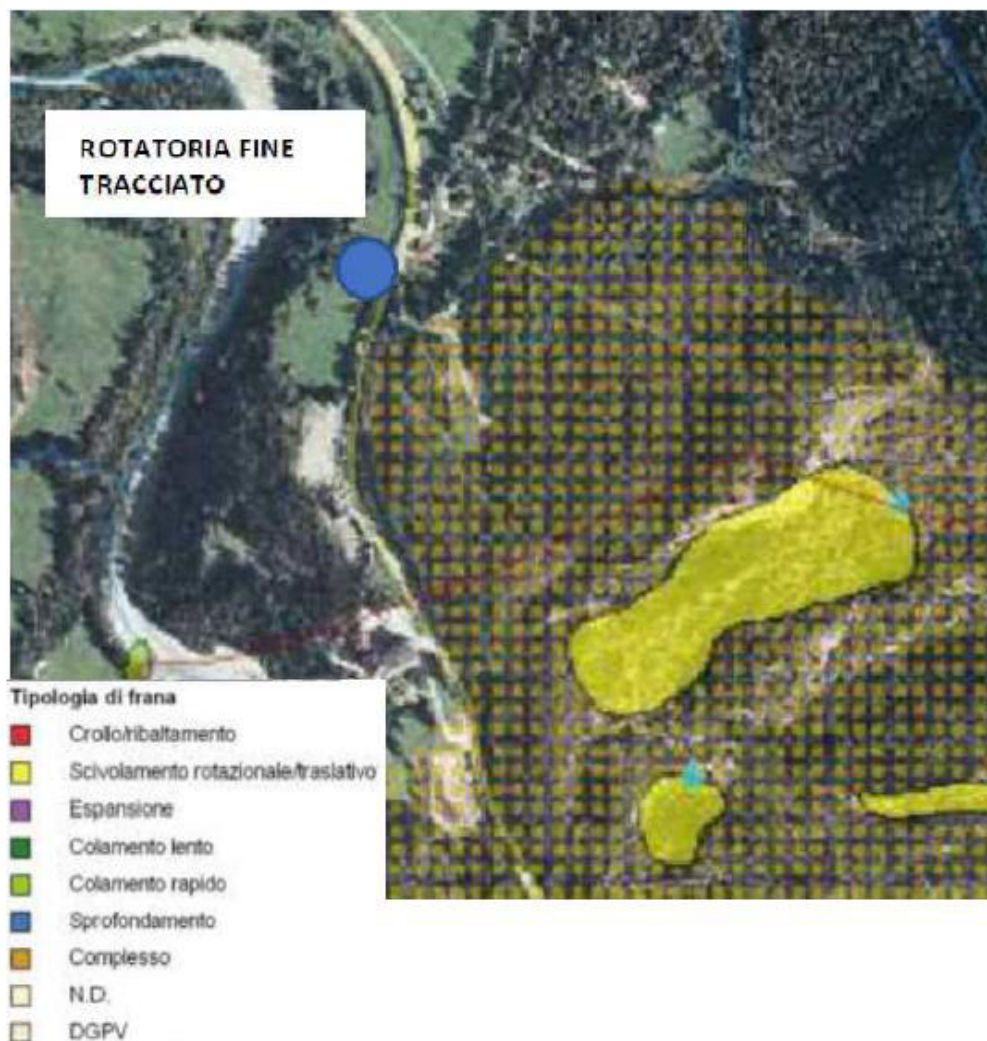 ROTATORIA FINE
TRACCIATO
Tipologia di frana
Crollo/ribaltamento
Scivolamento rotazionale/traslativo
Espansione
Colamento lento
Colamento rapido
Sprofondamento
Complesso
N.D.
DGPV